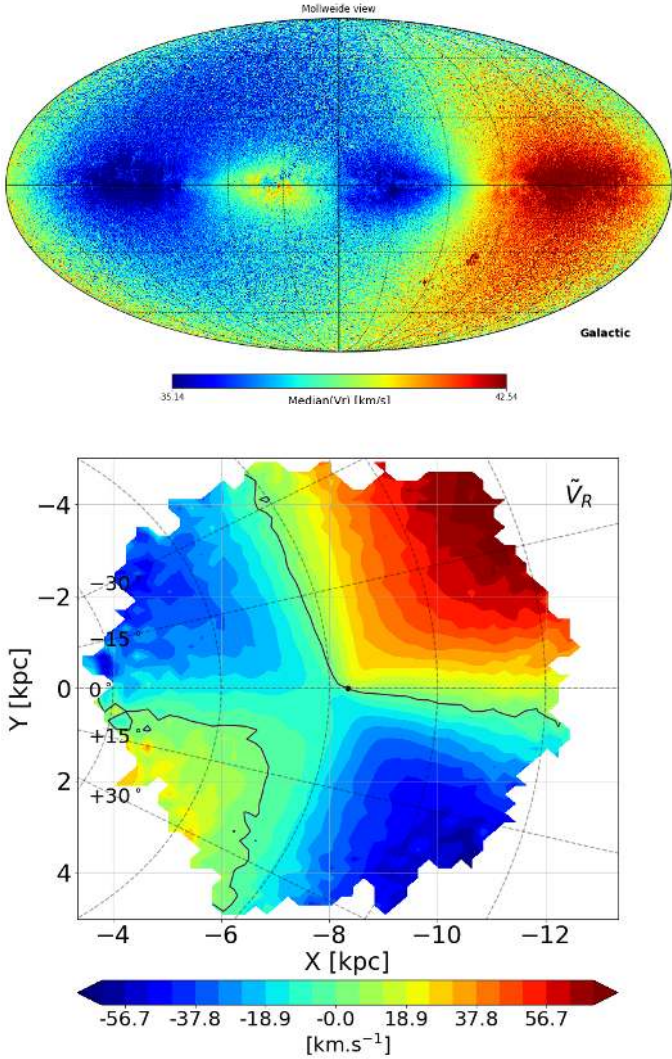 Mollweide view
Galactic
-35.14 42.54
Median(Vr) [km/s]
ṼR
−4
−2
0
2
4
−30°
−15°
0°
+15°
+30°
Y [kpc]
−4 −6 −8 −10 −12
X [kpc]
-56.7 -37.8 -18.9 -0.0 18.9 37.8 56.7
[km.s⁻¹]